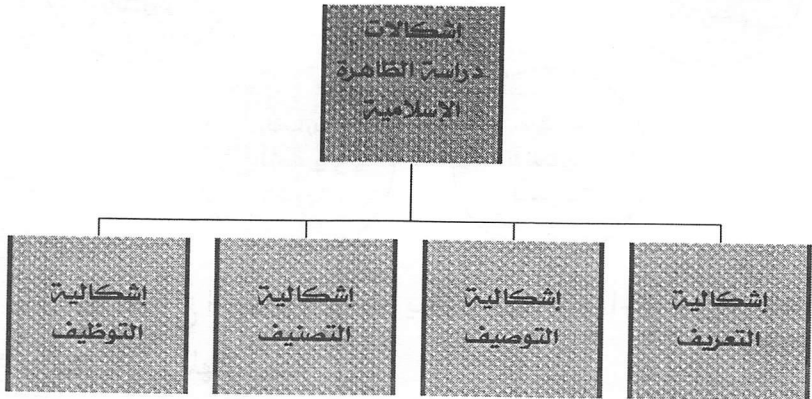 إشكالات
دراسة الظاهرة
الإسلامية
إشكالية
التعريف
إشكالية
التوصيف
إشكالية
التصنيف
إشكالية
التوظيف